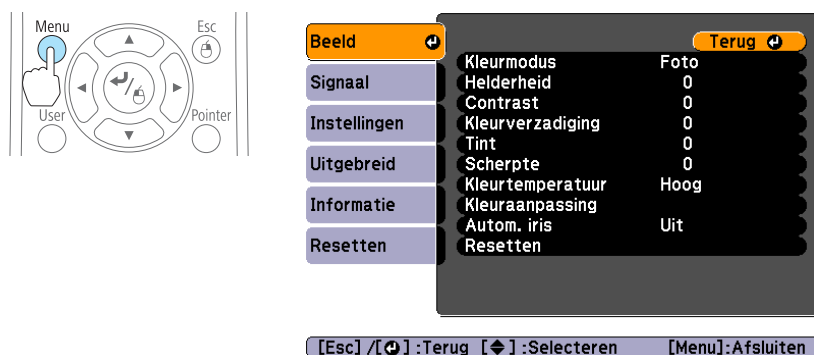 Menu
Esc
User
Pointer
Beeld
Signaal
Instellingen
Uitgebreid
Informatie
Resetten
Terug
Kleurmodus Foto
Helderheid 0
Contrast 0
Kleurverzadiging 0
Tint 0
Scherpte 0
Kleurtemperatuur Hoog
Kleuraanpassing
Autom. iris Uit
Resetten
[Esc] /[ ] :Terug [ ] :Selecteren [Menu]:Afsluiten